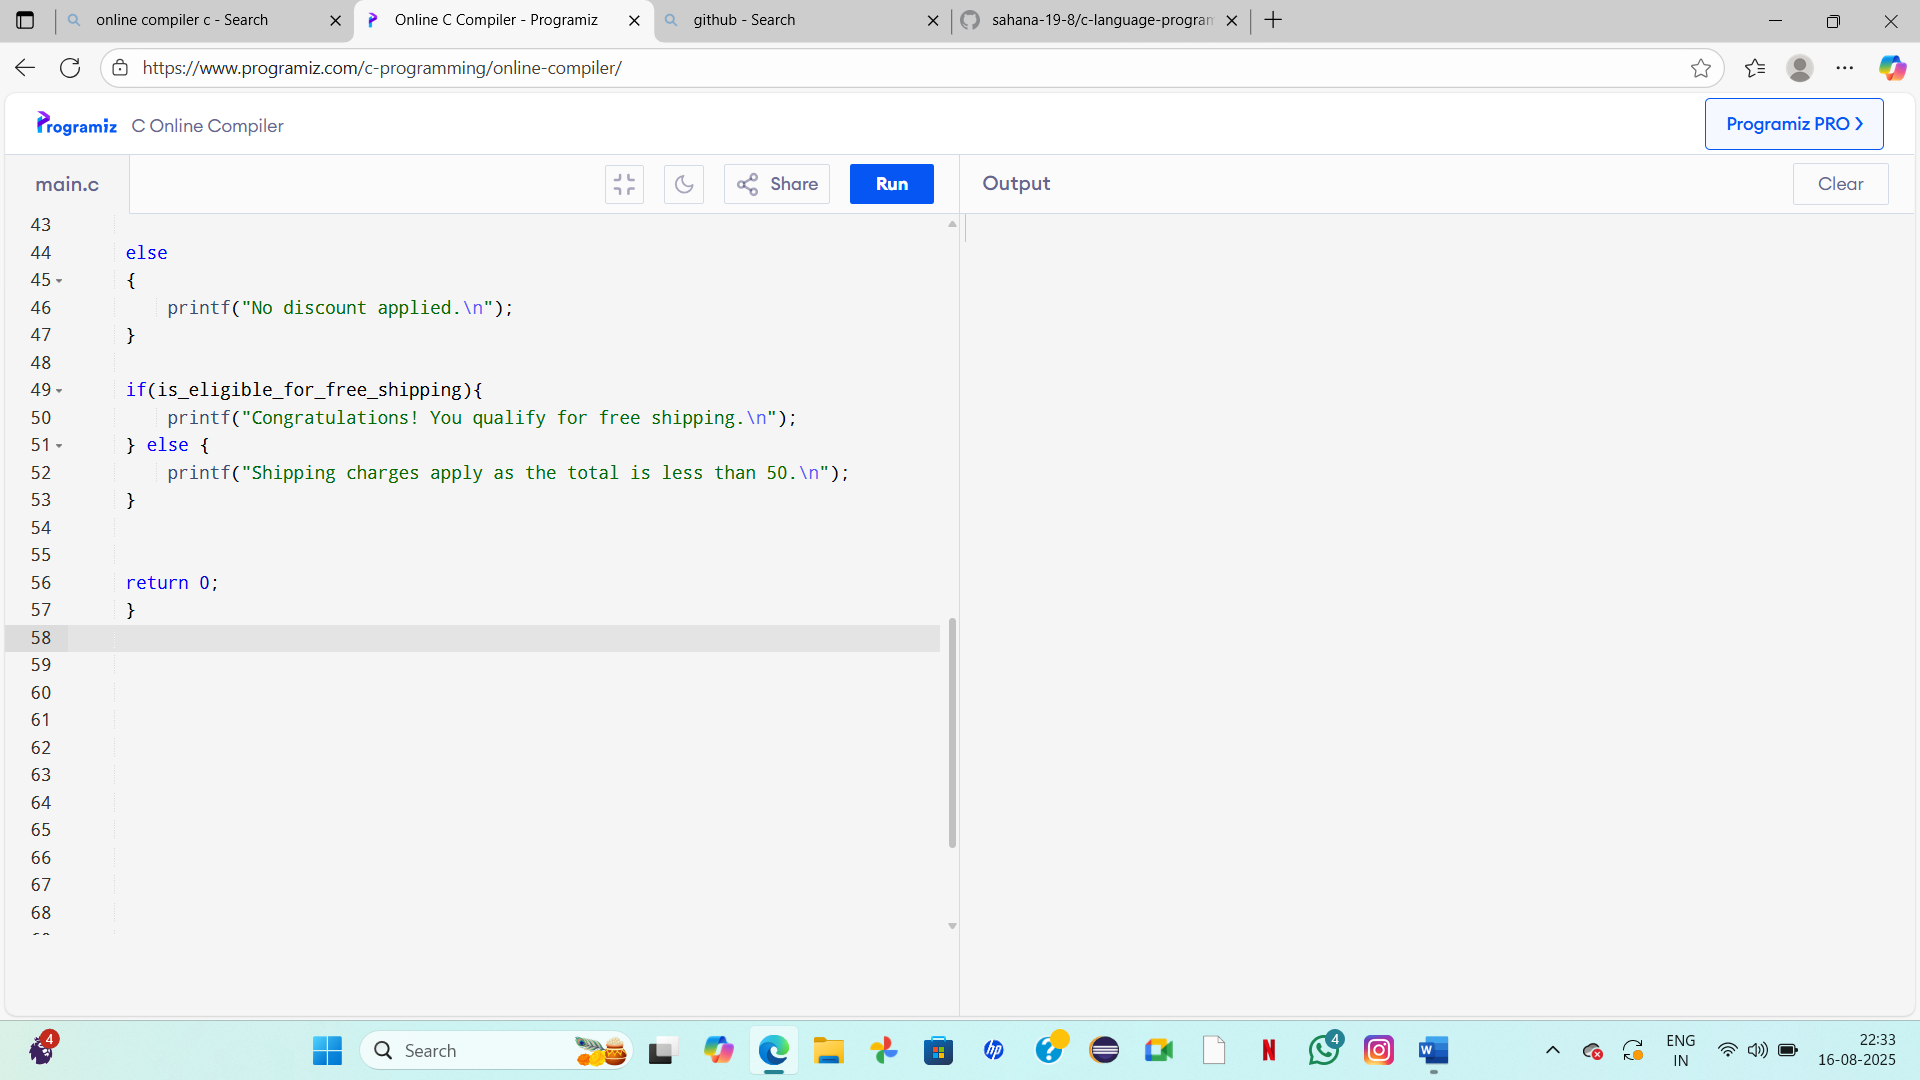 online compiler c - Search
Online C Compiler - Programiz
github - Search
sahana-19-8/c-language-program
https://www.programiz.com/c-programming/online-compiler/
Programiz
C Online Compiler
Programiz PRO
main.c
Share
Run
Output
Clear
43
44 else
45 {
46 printf("No discount applied.\n");
47 }
48
49 if(is_eligible_for_free_shipping){
50 printf("Congratulations! You qualify for free shipping.\n");
51 } else {
52 printf("Shipping charges apply as the total is less than 50.\n");
53 }
54
55
56 return 0;
57 }
58
59
60
61
62
63
64
65
66
67
68
4
Search
hp
N
4
W
ENG
IN
22:33
16-08-2025